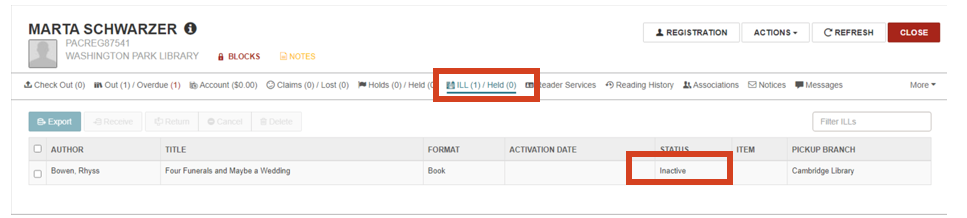 MARTA SCHWARZER
REGISTRATION ACTIONS REFRESH CLOSE
PACREG87541
WASHINGTON PARK LIBRARY BLOCKS NOTES
Check Out (0) Out (1) / Overdue (1) Account ($0.00) Claims (0) / Lost (0) Holds (0) / Held (0 ILL (1) / Held (0) Reader Services Reading History Associations Notices Messages More
Export Receive Return Cancel Delete Filter ILLs
AUTHOR TITLE FORMAT ACTIVATION DATE STATUS ITEM PICKUP BRANCH
Bowen, Rhyss Four Funerals and Maybe a Wedding Book Inactive Cambridge Library